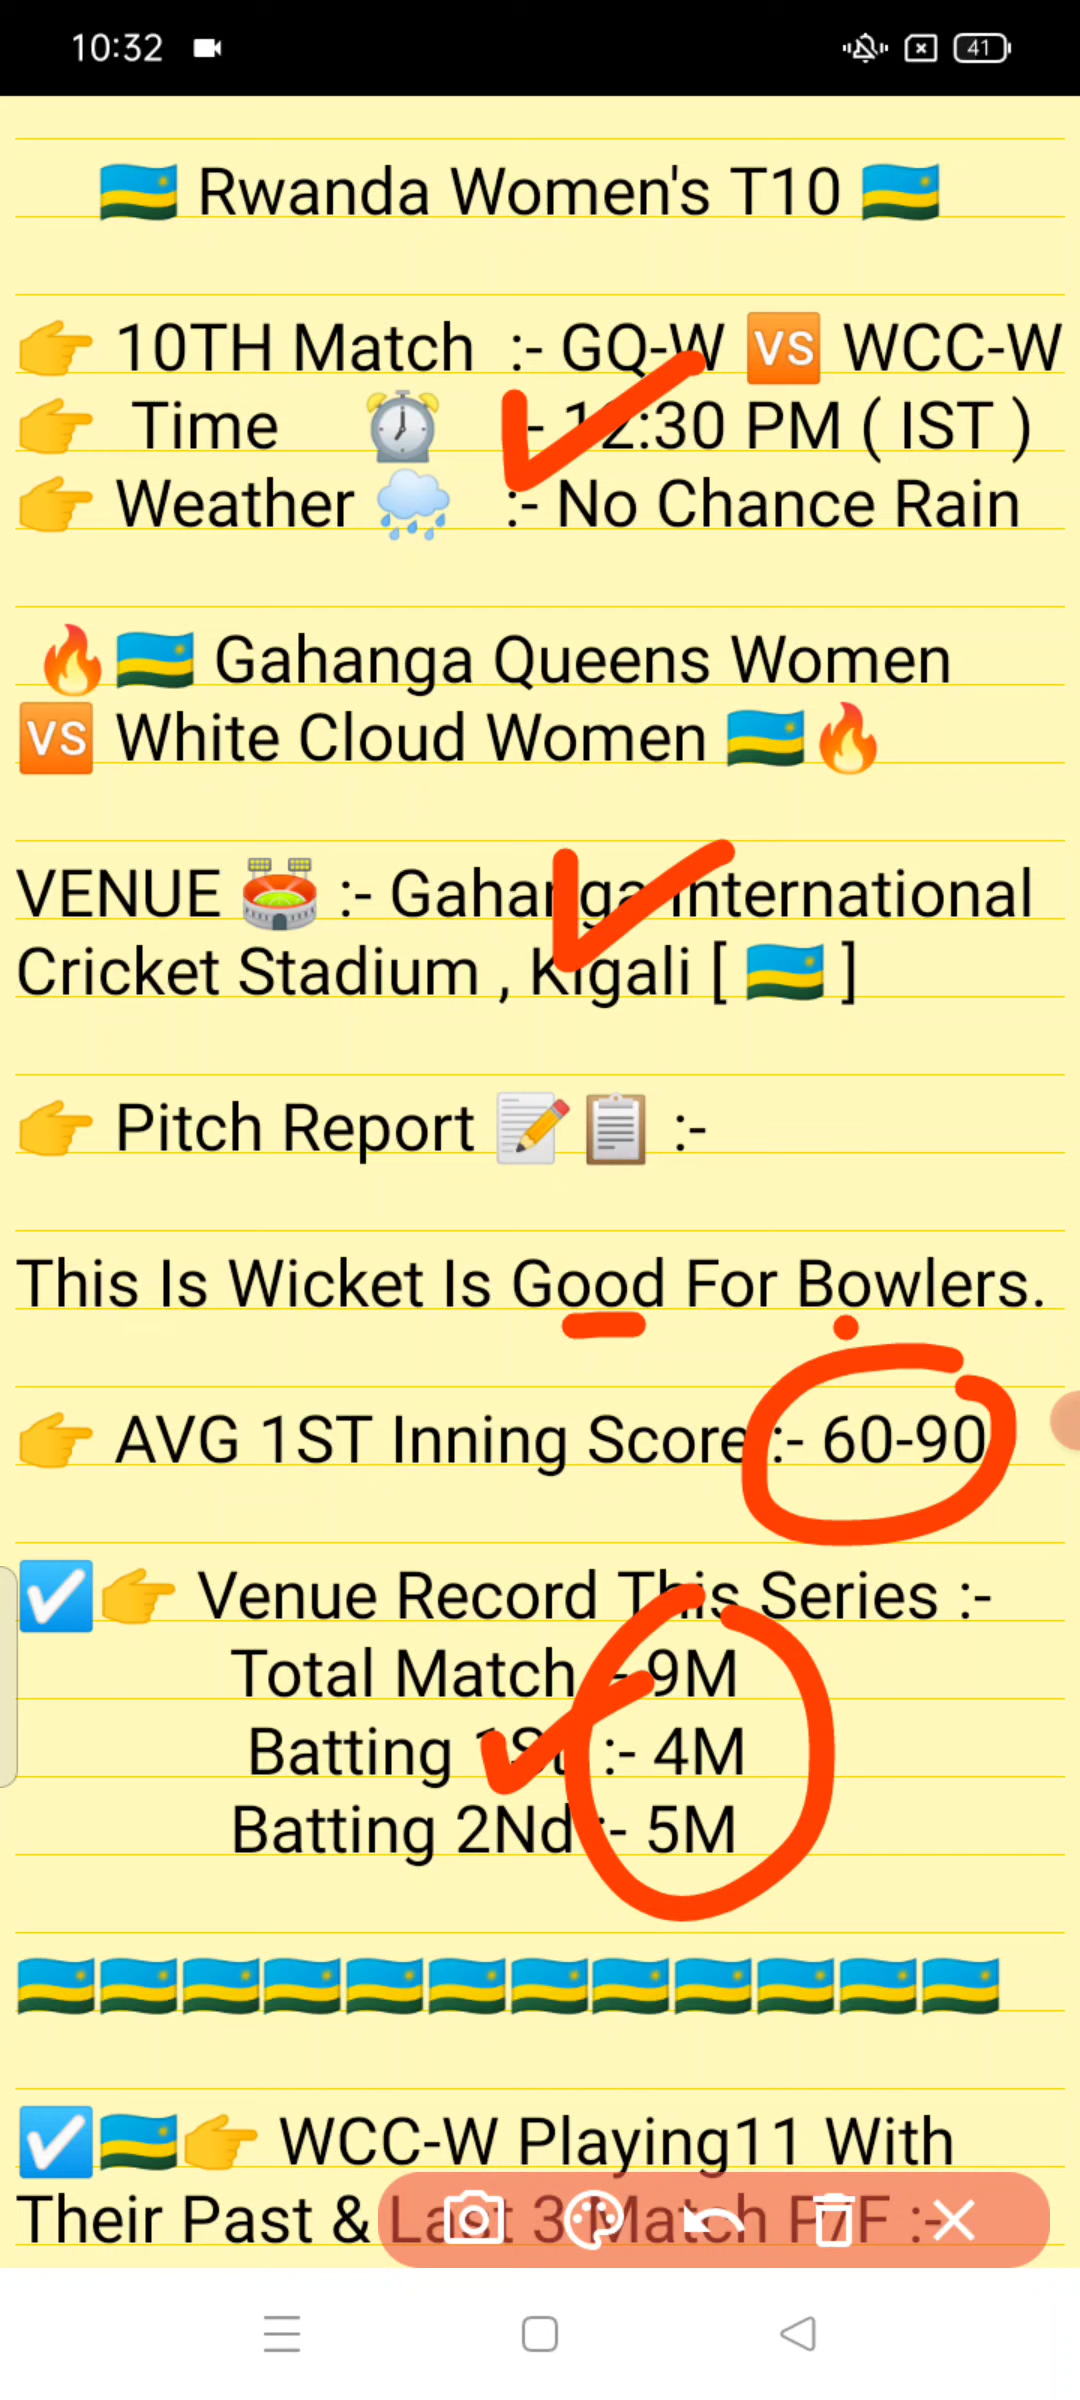 10:32
41
Rwanda Women's T10
10TH Match :- GQ-W VS WCC-W
Time :- 12:30 PM ( IST )
Weather :- No Chance Rain
Gahanga Queens Women
VS White Cloud Women
VENUE :- Gahanga International
Cricket Stadium , Kigali [ ]
Pitch Report :-
This Is Wicket Is Good For Bowlers.
AVG 1ST Inning Score :- 60-90
Venue Record This Series :-
Total Match :- 9M
Batting 1St :- 4M
Batting 2Nd :- 5M
WCC-W Playing11 With
Their Past & Last 3 Match P/F :-